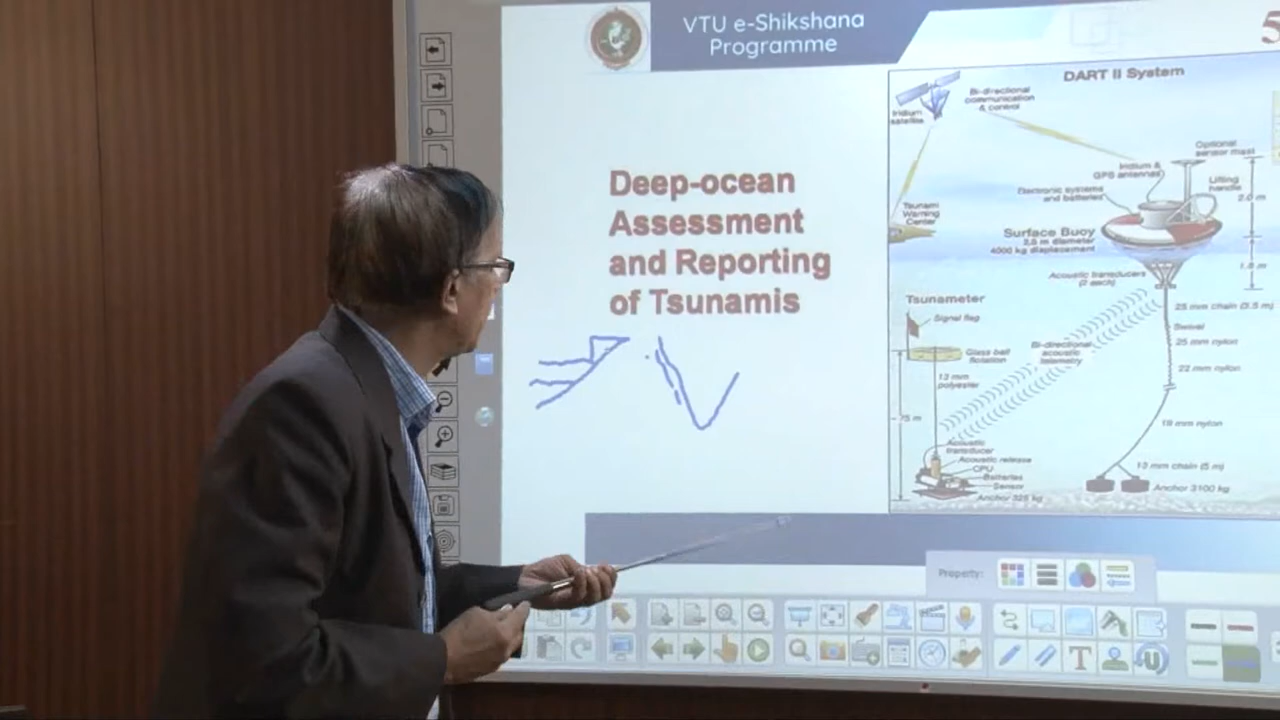 VTU e-Shikshana
Programme
5
Deep-ocean
Assessment
and Reporting
of Tsunamis
DART II System
Bi-directional
communication
& control
Iridium
satellite
Optional
sensor mast
Iridium &
GPS antennas
Lifting
handle
Electronic systems
and batteries
2.0 m
Tsunami
Warning
Center
Surface Buoy
2.5 m diameter
4000 kg displacement
Acoustic transducers
(2 each)
Tsunameter
Signal flag
25 mm chain (3.5 m)
Swivel
25 mm nylon
Glass ball
flotation
Bi-directional
acoustic
telemetry
22 mm nylon
13 mm
polyester
75 m
19 mm nylon
Acoustic
transducer
Acoustic release
CPU
Batteries
Sensor
Anchor 325 kg
13 mm chain (5 m)
Anchor 3100 kg
Property:
T